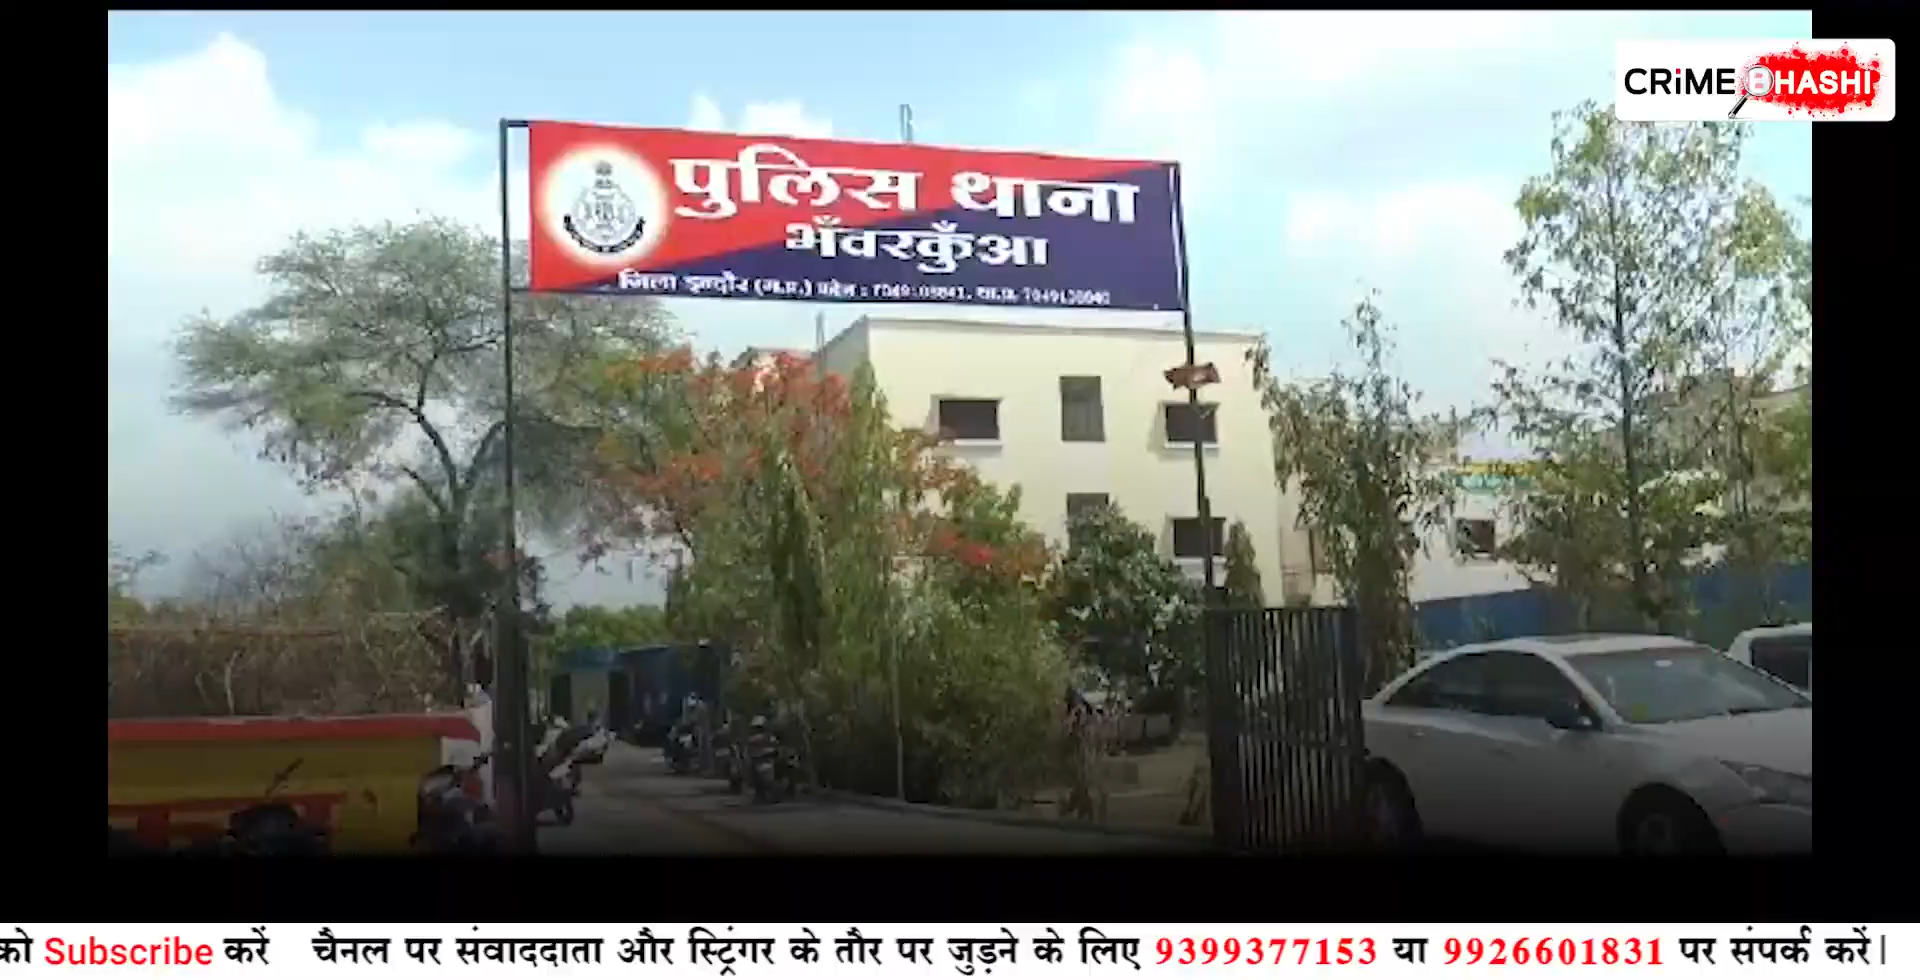 CRiME BHASHI
पुलिस थाना
भँवरकुँआ
जिला इन्दौर (म.प्र.) फोन :
को Subscribe करें चैनल पर संवाददाता और स्ट्रिंगर के तौर पर जुड़ने के लिए 9399377153 या 9926601831 पर संपर्क करें|